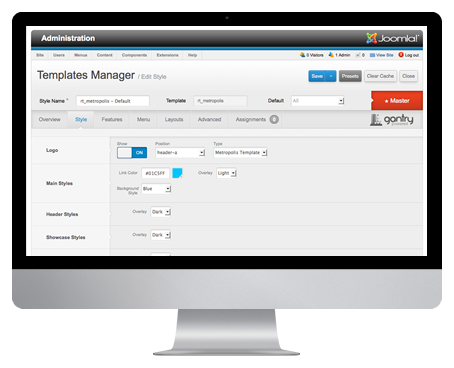 Administration Joomla!
Site Users Menus Content Components Extensions Help 0 Visitors 1 Admin 0 View Site Log out
Templates Manager / Edit Style Save Presets Clear Cache Close
Style Name * rt_metropolis - Default Template rt_metropolis Default All Master
Overview Style Features Menu Layouts Advanced Assignments 0 gantry
Show Position Type
Logo ON header-a Metropolis Template
Link Color #01C3FF Overlay Light
Main Styles
Background Style Blue
Header Styles Overlay Dark
Showcase Styles Overlay Dark